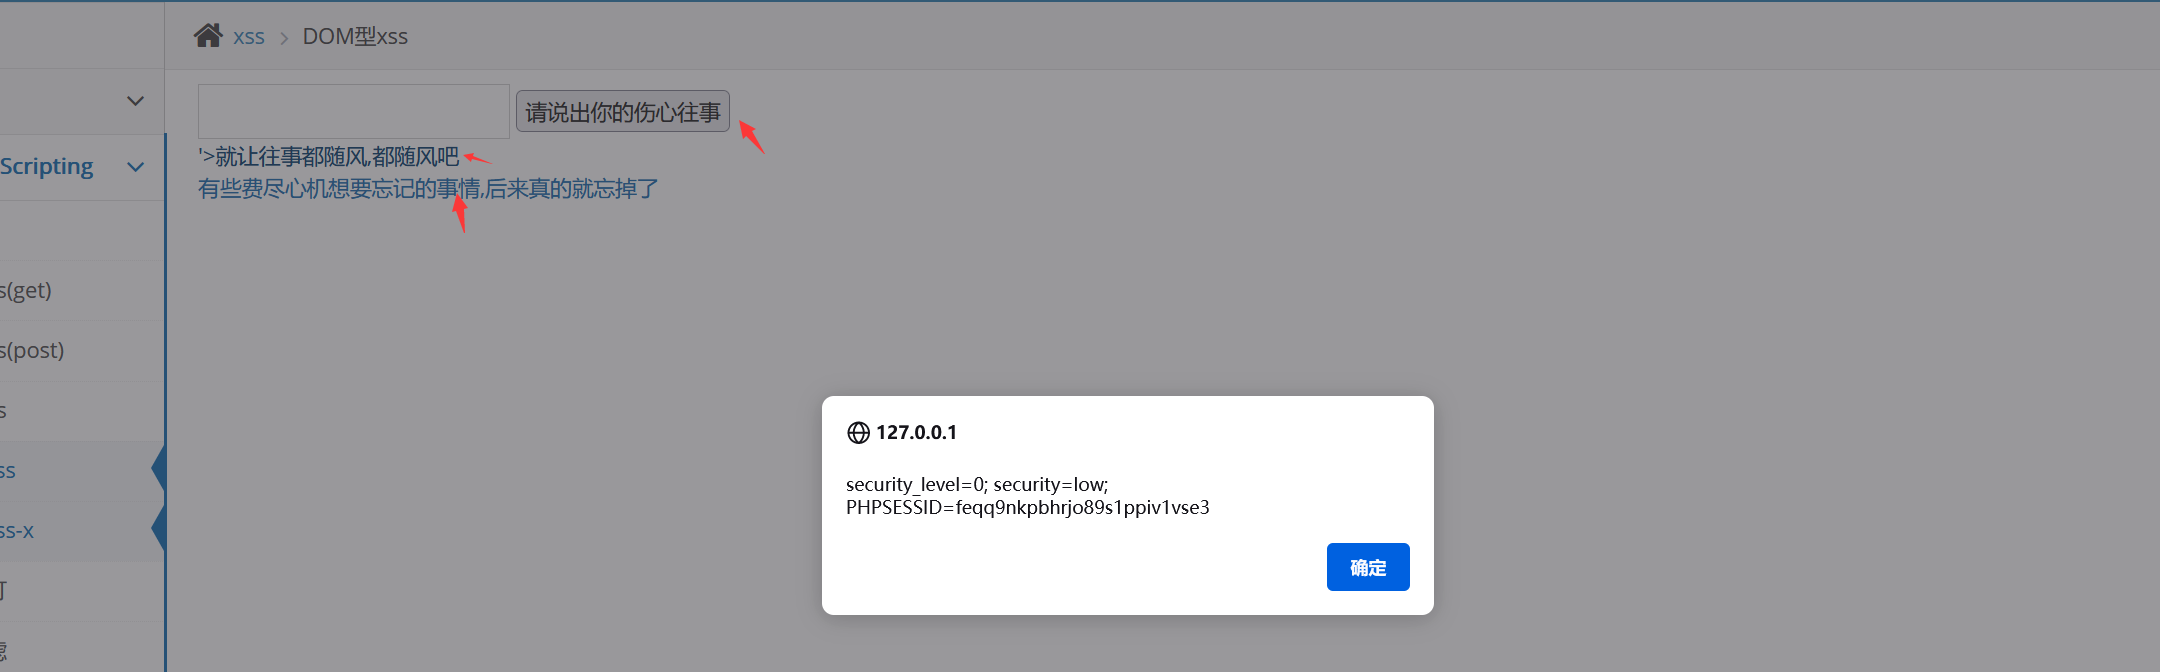 xss > DOM型xss
请说出你的伤心往事
Scripting
'>就让往事都随风,都随风吧
有些费尽心机想要忘记的事情,后来真的就忘掉了
s(get)
s(post)
s
ss
ss-x
127.0.0.1
security_level=0; security=low;
PHPSESSID=feqq9nkpbhrjo89s1ppiv1vse3
确定